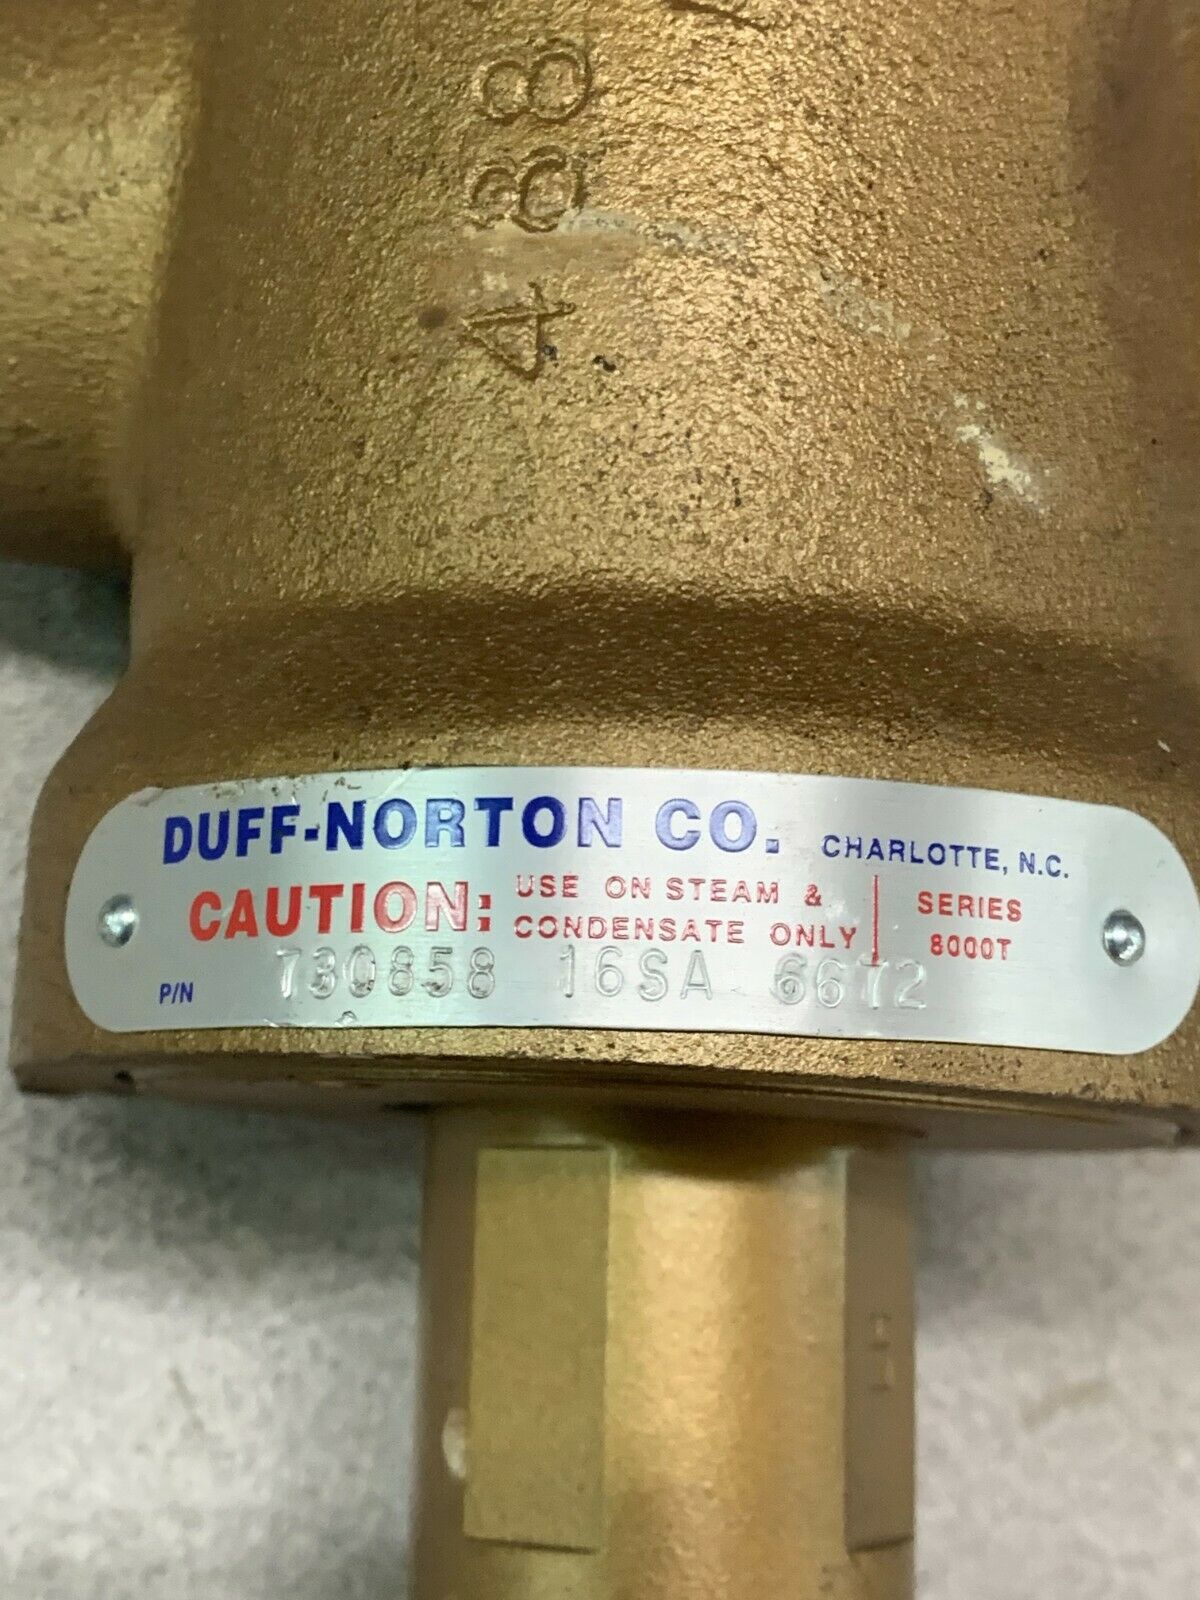 488
DUFF-NORTON CO. CHARLOTTE, N.C.
CAUTION: USE ON STEAM & CONDENSATE ONLY
SERIES 8000T
P/N 730858 16SA 6672